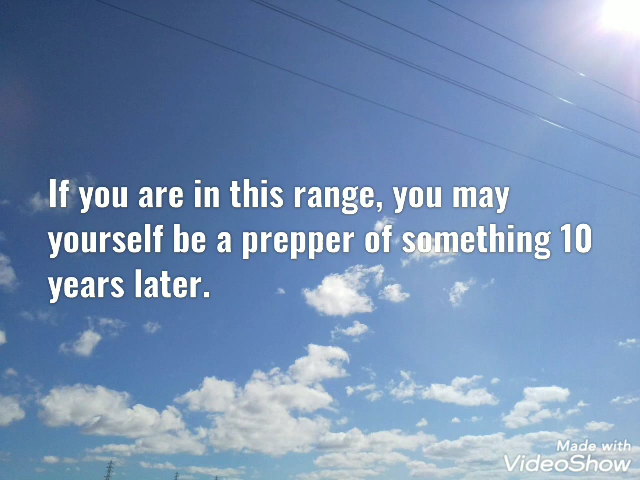 If you are in this range, you may
yourself be a prepper of something 10
years later.
Made with
VideoShow